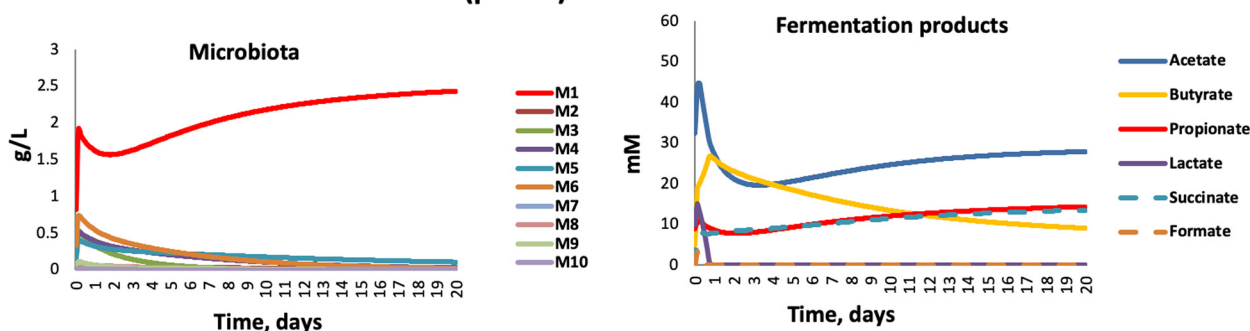 Microbiota
3
2.5
2
1.5
1
0.5
0
g/L
0 1 2 3 4 5 6 7 8 9 10 11 12 13 14 15 16 17 18 19 20
Time, days
M1
M2
M3
M4
M5
M6
M7
M8
M9
M10
Fermentation products
60
50
40
30
20
10
0
mM
0 1 2 3 4 5 6 7 8 9 10 11 12 13 14 15 16 17 18 19 20
Time, days
Acetate
Butyrate
Propionate
Lactate
Succinate
Formate